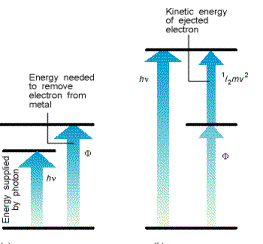 Kinetic energy
of ejected
electron
Energy needed
to remove
electron from
metal
hν
1/2mv2
Φ
hν
Φ
Energy supplied
by photon